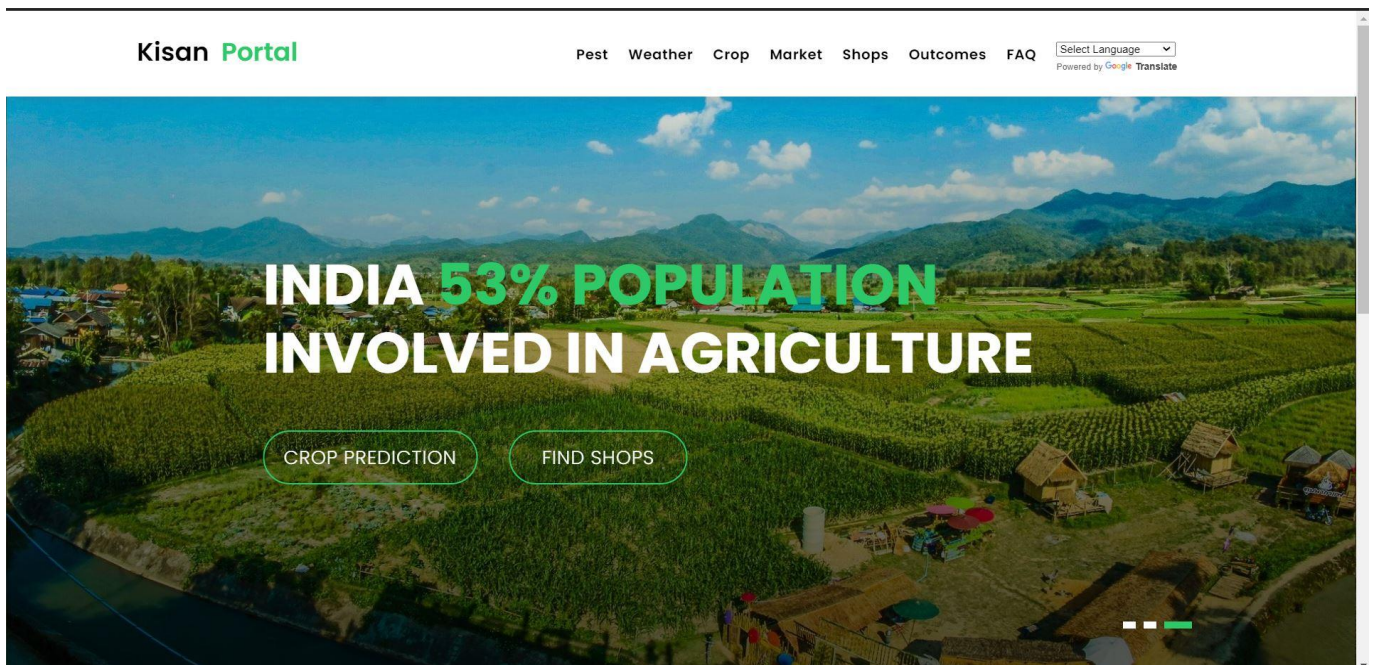 Kisan Portal
Pest Weather Crop Market Shops Outcomes FAQ
Select Language
Powered by Google Translate
INDIA 53% POPULATION
INVOLVED IN AGRICULTURE
CROP PREDICTION
FIND SHOPS